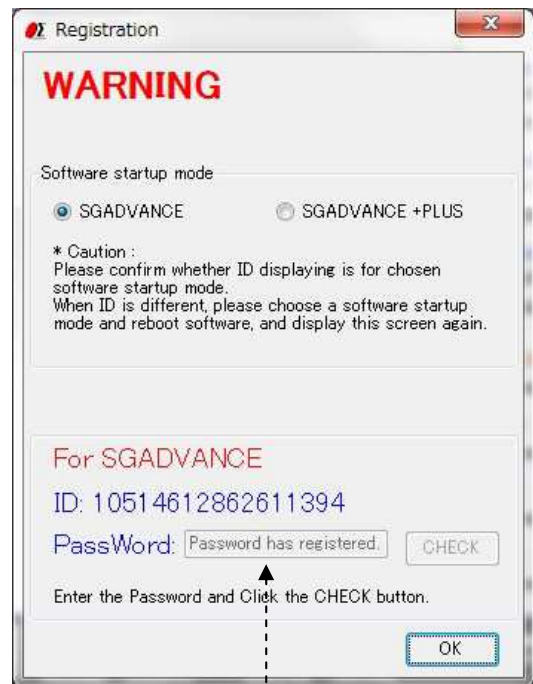 Registration
WARNING
Software startup mode
SGADVANCE
SGADVANCE +PLUS
* Caution :
Please confirm whether ID displaying is for chosen
software startup mode.
When ID is different, please choose a software startup
mode and reboot software, and display this screen again.
For SGADVANCE
ID: 10514612862611394
PassWord: Password has registered. CHECK
Enter the Password and Click the CHECK button.
OK